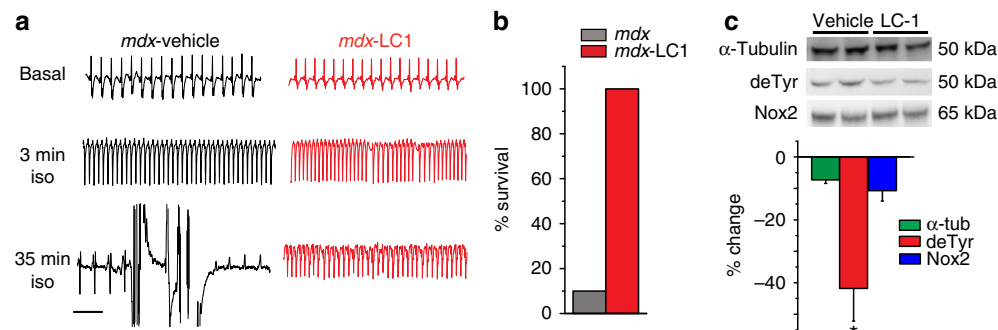 a
mdx-vehicle
mdx-LC1
Basal
3 min
iso
35 min
iso
b
mdx
mdx-LC1
% survival
100
80
60
40
20
10
0
c
Vehicle LC-1
α-Tubulin 50 kDa
deTyr 50 kDa
Nox2 65 kDa
% change
0
−20
−40
α-tub
deTyr
Nox2
*